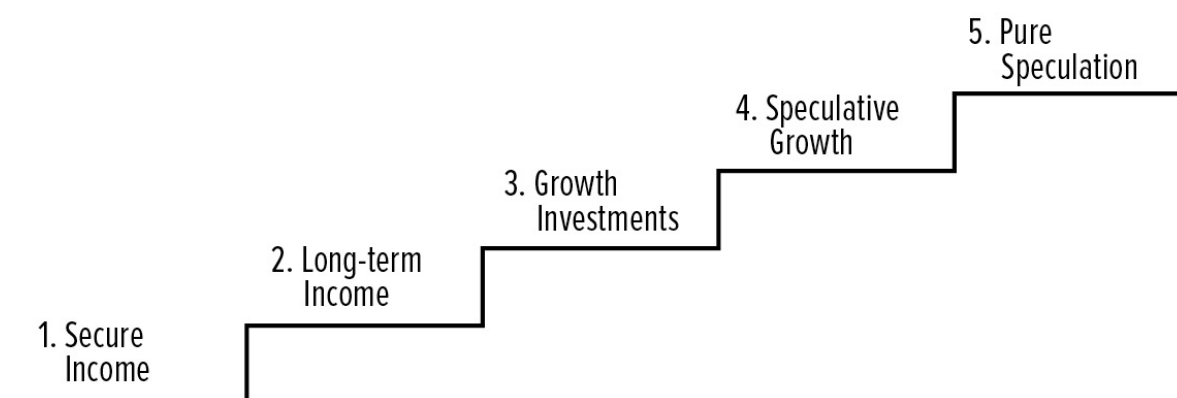 1. Secure
Income
2. Long-term
Income
3. Growth
Investments
4. Speculative
Growth
5. Pure
Speculation